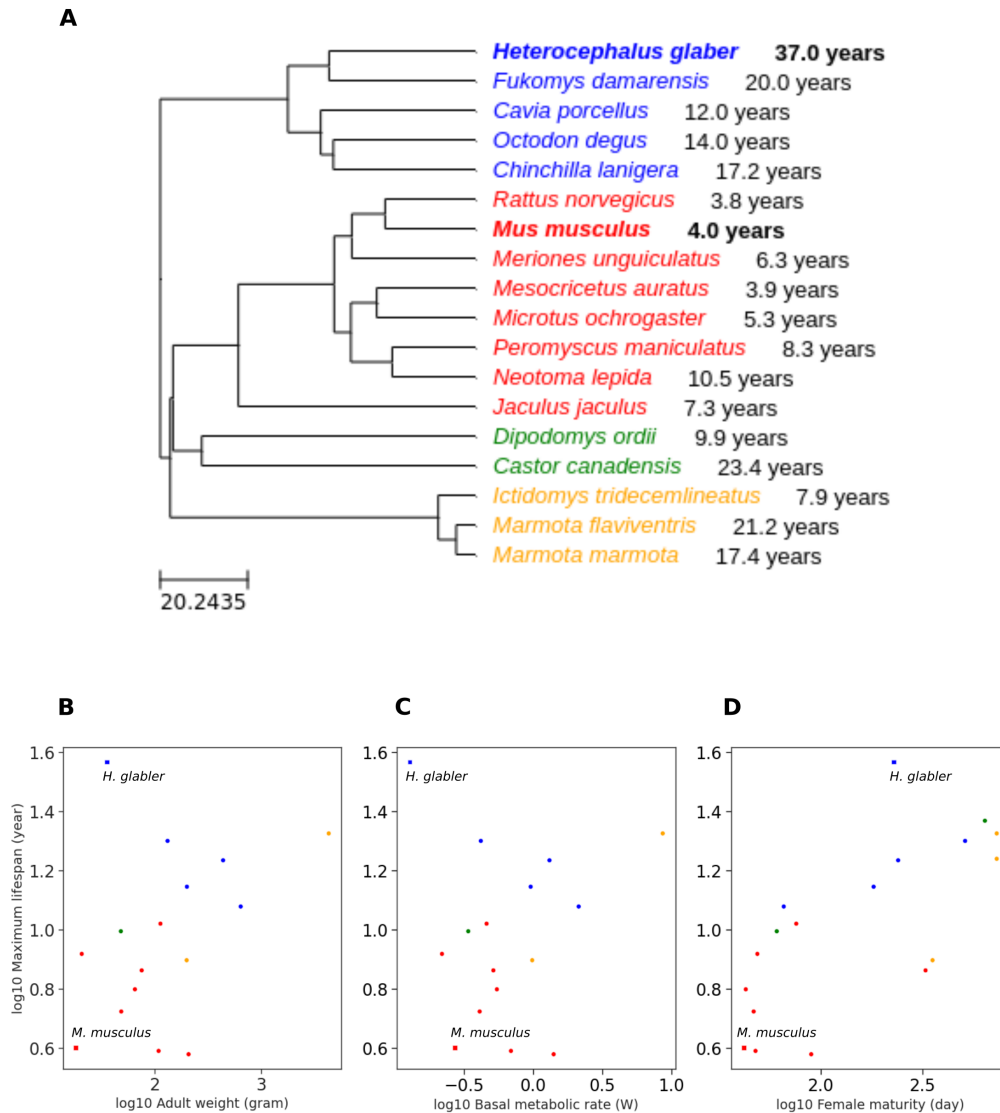 A
Heterocephalus glaber 37.0 years
Fukomys damarensis 20.0 years
Cavia porcellus 12.0 years
Octodon degus 14.0 years
Chinchilla lanigera 17.2 years
Rattus norvegicus 3.8 years
Mus musculus 4.0 years
Meriones unguiculatus 6.3 years
Mesocricetus auratus 3.9 years
Microtus ochrogaster 5.3 years
Peromyscus maniculatus 8.3 years
Neotoma lepida 10.5 years
Jaculus jaculus 7.3 years
Dipodomys ordii 9.9 years
Castor canadensis 23.4 years
Ictidomys tridecemlineatus 7.9 years
Marmota flaviventris 21.2 years
Marmota marmota 17.4 years
20.2435
B
log10 Maximum lifespan (year)
1.6
1.4
1.2
1.0
0.8
0.6
H. glabler
M. musculus
2 3
log10 Adult weight (gram)
C
1.6
1.4
1.2
1.0
0.8
0.6
H. glabler
M. musculus
−0.5 0.0 0.5 1.0
log10 Basal metabolic rate (W)
D
1.6
1.4
1.2
1.0
0.8
0.6
H. glabler
M. musculus
2.0 2.5
log10 Female maturity (day)